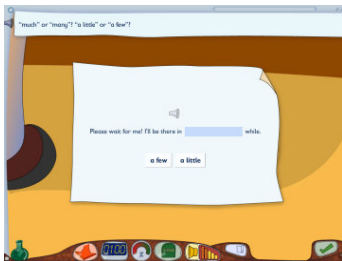 "much" or "many"? "a little" or "a few"?
Please wait for me! I'll be there in while.
a few a little